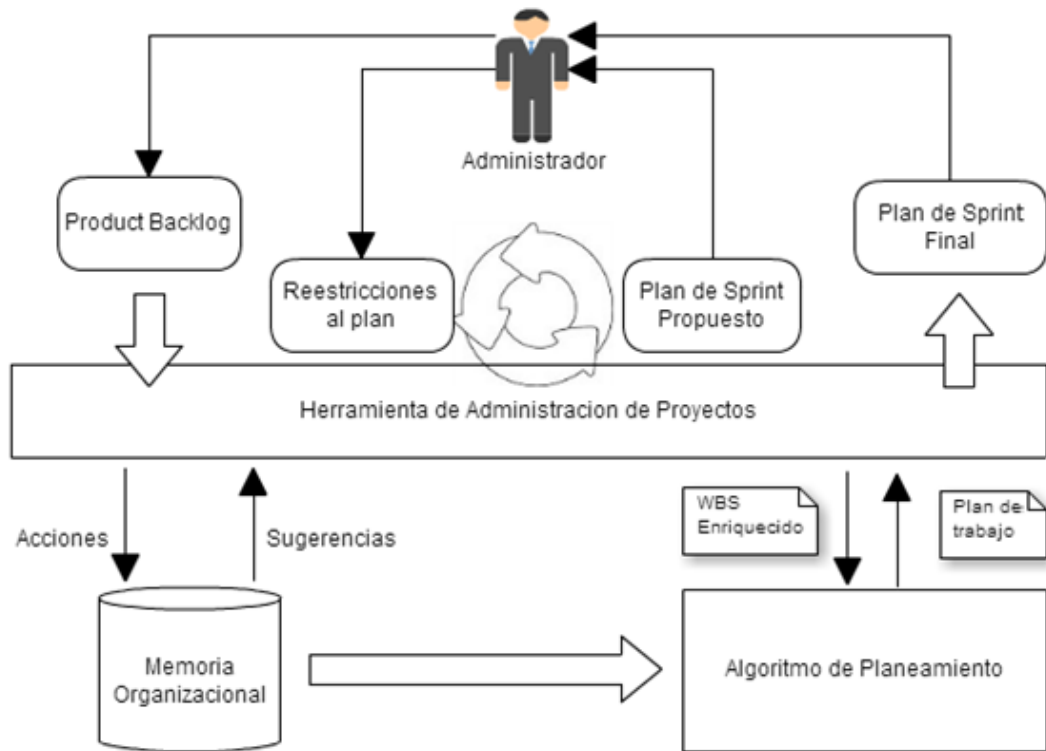 Administrador
Product Backlog
Plan de Sprint
Final
Reestricciones
al plan
Plan de Sprint
Propuesto
Herramienta de Administracion de Proyectos
Acciones
Sugerencias
WBS
Enriquecido
Plan de
trabajo
Memoria
Organizacional
Algoritmo de Planeamiento